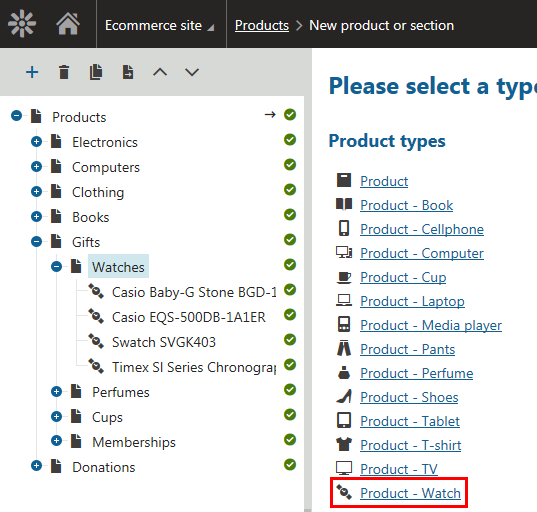 Ecommerce site Products > New product or section
Please select a type
Products
Electronics
Computers
Clothing
Books
Gifts
Watches
Casio Baby-G Stone BGD-1
Casio EQS-500DB-1A1ER
Swatch SVGK403
Timex SI Series Chronograp
Perfumes
Cups
Memberships
Donations
Product types
Product
Product - Book
Product - Cellphone
Product - Computer
Product - Cup
Product - Laptop
Product - Media player
Product - Pants
Product - Perfume
Product - Shoes
Product - Tablet
Product - T-shirt
Product - TV
Product - Watch